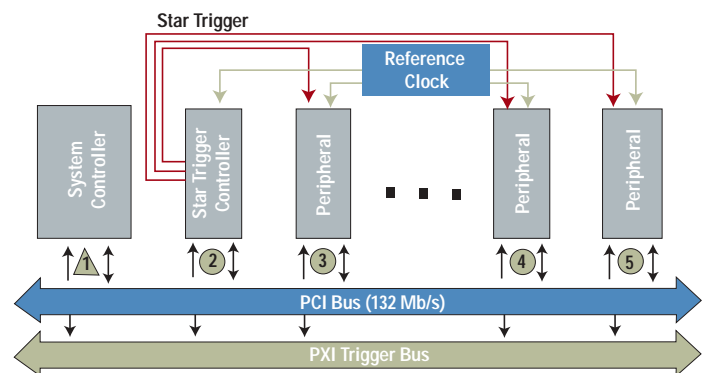 Star Trigger
Reference
Clock
System
Controller
Star Trigger
Controller
Peripheral
Peripheral
Peripheral
1
2
3
4
5
PCI Bus (132 Mb/s)
PXI Trigger Bus